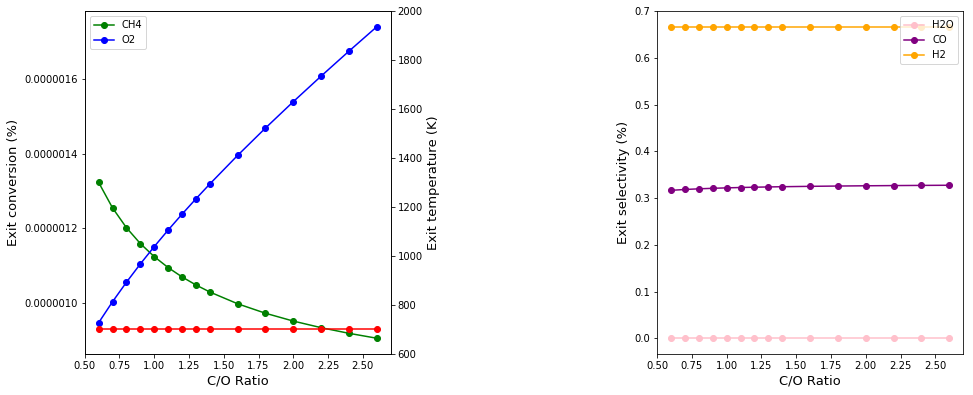 CH4
O2
0.0000016
0.0000014
0.0000012
0.0000010
Exit conversion (%)
2000
1800
1600
1400
1200
1000
800
600
Exit temperature (K)
0.50 0.75 1.00 1.25 1.50 1.75 2.00 2.25 2.50
C/O Ratio
H2O
CO
H2
0.7
0.6
0.5
0.4
0.3
0.2
0.1
0.0
Exit selectivity (%)
0.50 0.75 1.00 1.25 1.50 1.75 2.00 2.25 2.50
C/O Ratio